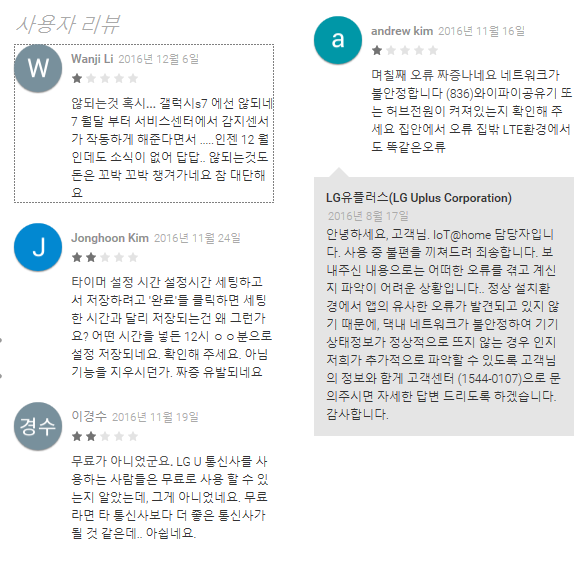 사용자 리뷰
W
Wanji Li 2016년 12월 6일
않되는것 혹시... 갤럭시s7 에선 않되네
7 월달 부터 서비스센터에서 감지센서
가 작동하게 해준다면서 .....인젠 12 월
인데도 소식이 없어 답답.. 않되는것도
돈은 꼬박 꼬박 챙겨가네요 참 대단해
요
J
Jonghoon Kim 2016년 11월 24일
타이머 설정 시간 설정시간 세팅하고
서 저장하려고 '완료'를 클릭하면 세팅
한 시간과 달리 저장되는건 왜 그런가
요? 어떤 시간을 넣든 12시 ㅇㅇ분으로
설정 저장되네요. 확인해 주세요. 아님
기능을 지우시던가. 짜증 유발되네요
경수
이경수 2016년 11월 19일
무료가 아니었군요, LG U 통신사를 사
용하는 사람들은 무료로 사용 할 수 있
는지 알았는데, 그게 아니었네요. 무료
라면 타 통신사보다 더 좋은 통신사가
될 것 같은데.. 아쉽네요.
a
andrew kim 2016년 11월 16일
며칠째 오류 짜증나네요 네트워크가
불안정합니다 (836)와이파이공유기 또
는 허브전원이 켜져있는지 확인해 주
세요 집안에서 오류 집밖 LTE환경에서
도 똑같은오류
LG유플러스(LG Uplus Corporation)
2016년 8월 17일
안녕하세요, 고객님. IoT@home 담당자입니
다. 사용 중 불편을 끼쳐드려 죄송합니다. 보
내주신 내용으로는 어떠한 오류를 겪고 계신
지 파악이 어려운 상황입니다.. 정상 설치환
경에서 앱의 유사한 오류가 발견되고 있지 않
기 때문에, 댁내 네트워크가 불안정하여 기기
상태정보가 정상적으로 뜨지 않는 경우 인지
저희가 추가적으로 파악할 수 있도록 고객님
의 정보와 함게 고객센터 (1544-0107)으로 문
의주시면 자세한 답변 드리도록 하겠습니다.
감사합니다.